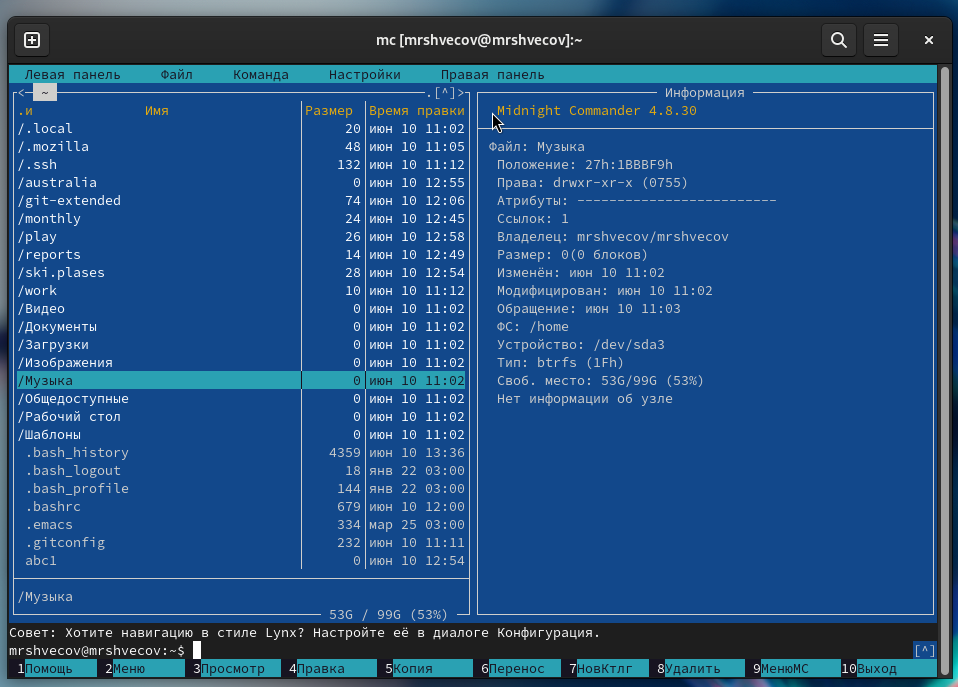 mc [mrshvecov@mrshvecov]:~
Левая панель Файл Команда Настройки Правая панель
<─ ~ .[^]> Информация
.и Имя Размер Время правки
Midnight Commander 4.8.30
/.local 20 июн 10 11:02
/.mozilla 48 июн 10 11:05
Файл: Музыка
/.ssh 132 июн 10 11:12
Положение: 27h:1BBBF9h
/australia 0 июн 10 12:55
Права: drwxr-xr-x (0755)
/git-extended 74 июн 10 12:06
Атрибуты: -------------------------
/monthly 24 июн 10 12:45
Ссылок: 1
/play 26 июн 10 12:58
Владелец: mrshvecov/mrshvecov
/reports 14 июн 10 12:49
Размер: 0(0 блоков)
/ski.plases 28 июн 10 12:54
Изменён: июн 10 11:02
/work 10 июн 10 11:12
Модифицирован: июн 10 11:02
/Видео 0 июн 10 11:02
Обращение: июн 10 11:03
/Документы 0 июн 10 11:02
ФС: /home
/Загрузки 0 июн 10 11:02
Устройство: /dev/sda3
/Изображения 0 июн 10 11:02
Тип: btrfs (1Fh)
/Музыка 0 июн 10 11:02
Своб. место: 53G/99G (53%)
/Общедоступные 0 июн 10 11:02
Нет информации об узле
/Рабочий стол 0 июн 10 11:02
/Шаблоны 0 июн 10 11:02
.bash_history 4359 июн 10 13:36
.bash_logout 18 янв 22 03:00
.bash_profile 144 янв 22 03:00
.bashrc 679 июн 10 12:00
.emacs 334 мар 25 03:00
.gitconfig 232 июн 10 11:11
abc1 0 июн 10 12:54
/Музыка
53G / 99G (53%)
Совет: Хотите навигацию в стиле Lynx? Настройте её в диалоге Конфигурация.
mrshvecov@mrshvecov:~$ [^]
1Помощь 2Меню 3Просмотр 4Правка 5Копия 6Перенос 7НовКтлг 8Удалить 9МенюМС 10Выход